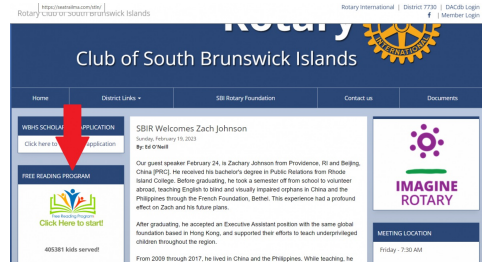 https://eastsidma.com/sbi/
Rotary International | District 7730 | DACdb Login
Rotary Club of South Brunswick Islands
| Member Login
Rotary
Club of South Brunswick Islands
Home
District Links
SBI Rotary Foundation
Contact us
Documents
WBHS SCHOLAR APPLICATION
Click here to application
FREE READING PROGRAM
Free Reading Program
Click Here to start!
405381 kids served!
SBIR Welcomes Zach Johnson
Sunday, February 19, 2023
By: Ed O'Neill
Our guest speaker February 24, is Zachary Johnson from Providence, RI and Beijing,
China [PRC]. He received his bachelor's degree in Public Relations from Rhode
Island College. Before graduating, he took a semester off from school to volunteer
abroad, teaching English to blind and visually impaired orphans in China and the
Philippines through the French Foundation, Bethel. This experience had a profound
effect on Zach and his future plans.
After graduating, he accepted an Executive Assistant position with the same global
foundation based in Hong Kong, and supported their efforts to teach underprivileged
children throughout the region.
From 2009 through 2017, he lived in China and the Philippines. While teaching, he
IMAGINE
ROTARY
MEETING LOCATION
Friday - 7:30 AM